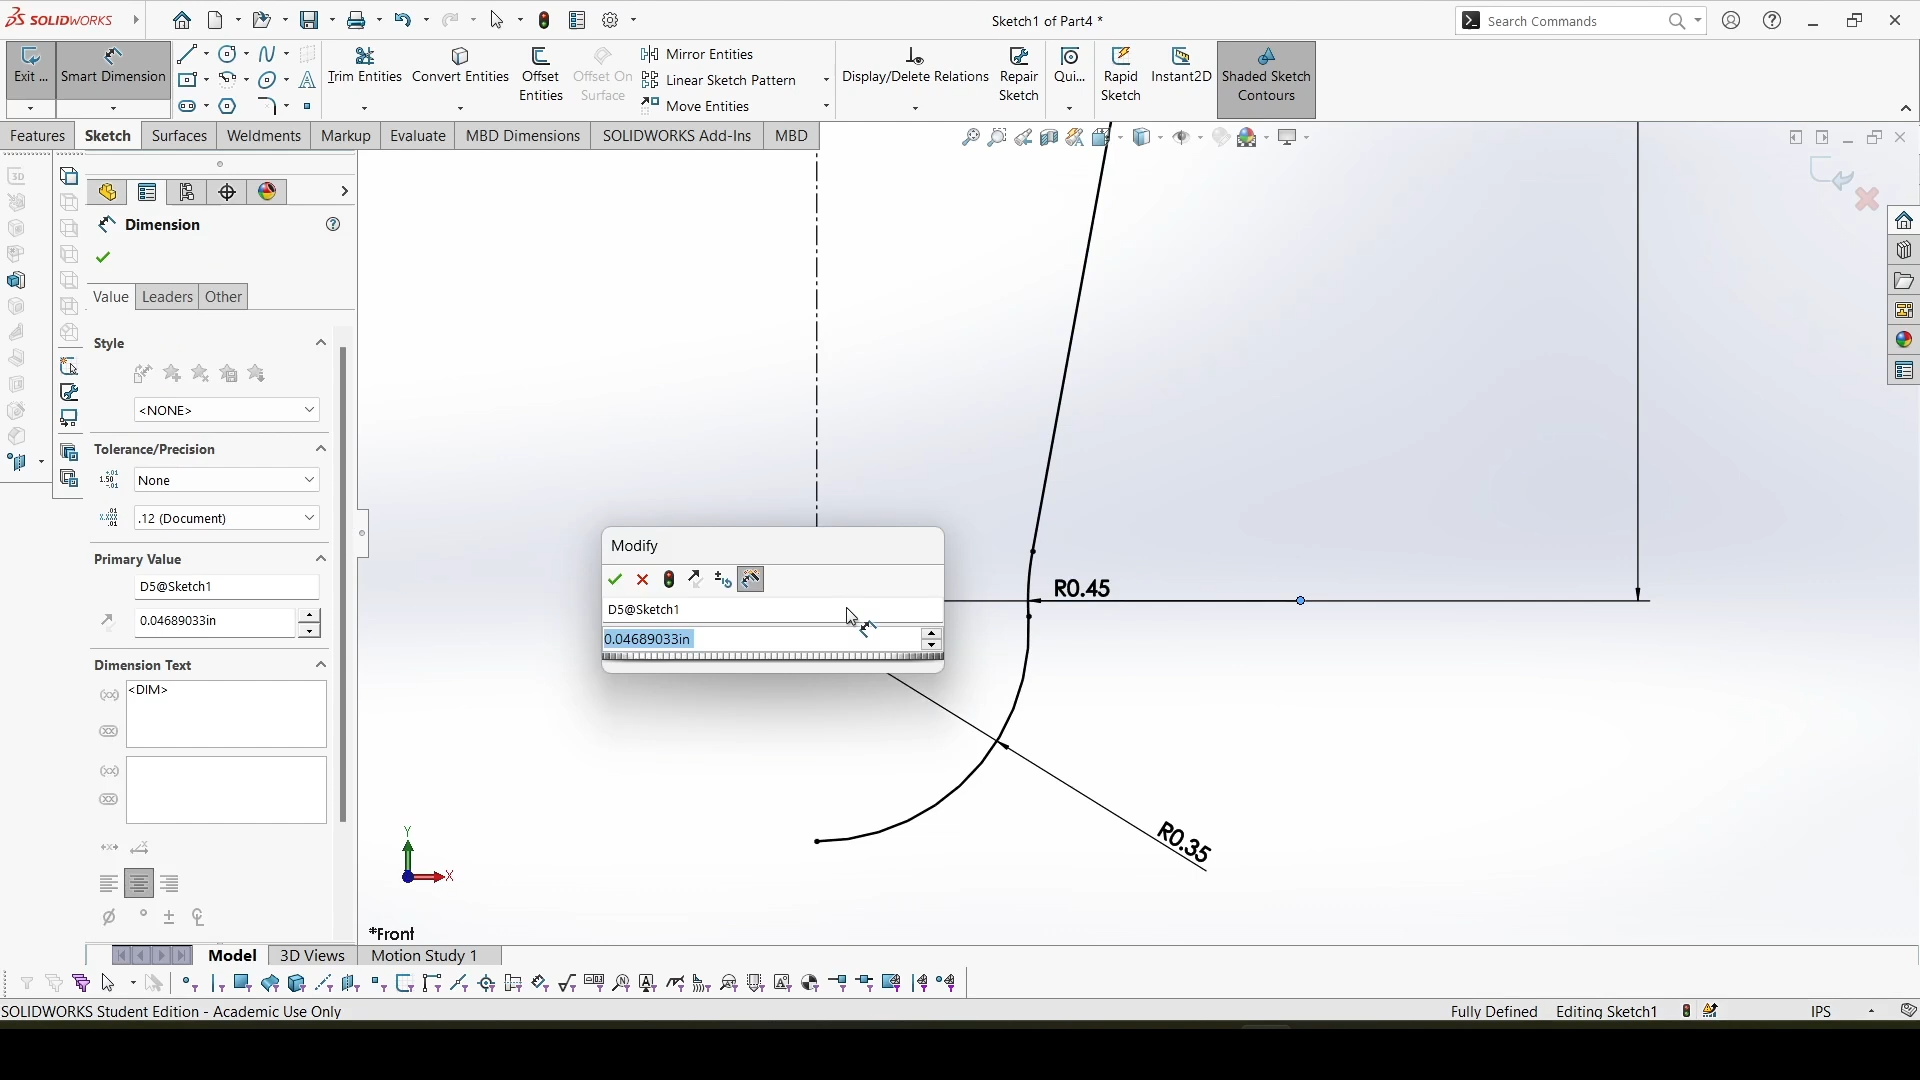 SOLIDWORKS
Sketch1 of Part4 *
Search Commands
Exit ...
Smart Dimension
Trim Entities
Convert Entities
Offset Entities
Offset On Surface
Mirror Entities
Linear Sketch Pattern
Move Entities
Display/Delete Relations
Repair Sketch
Qui...
Rapid Sketch
Instant2D
Shaded Sketch Contours
Features
Sketch
Surfaces
Weldments
Markup
Evaluate
MBD Dimensions
SOLIDWORKS Add-Ins
MBD
Dimension
Value
Leaders
Other
Style
<NONE>
Tolerance/Precision
None
.12 (Document)
Primary Value
D5@Sketch1
0.04689033in
Dimension Text
<DIM>
Modify
D5@Sketch1
0.04689033in
R0.45
R0.35
Y
X
*Front
Model
3D Views
Motion Study 1
SOLIDWORKS Student Edition - Academic Use Only
Fully Defined
Editing Sketch1
IPS